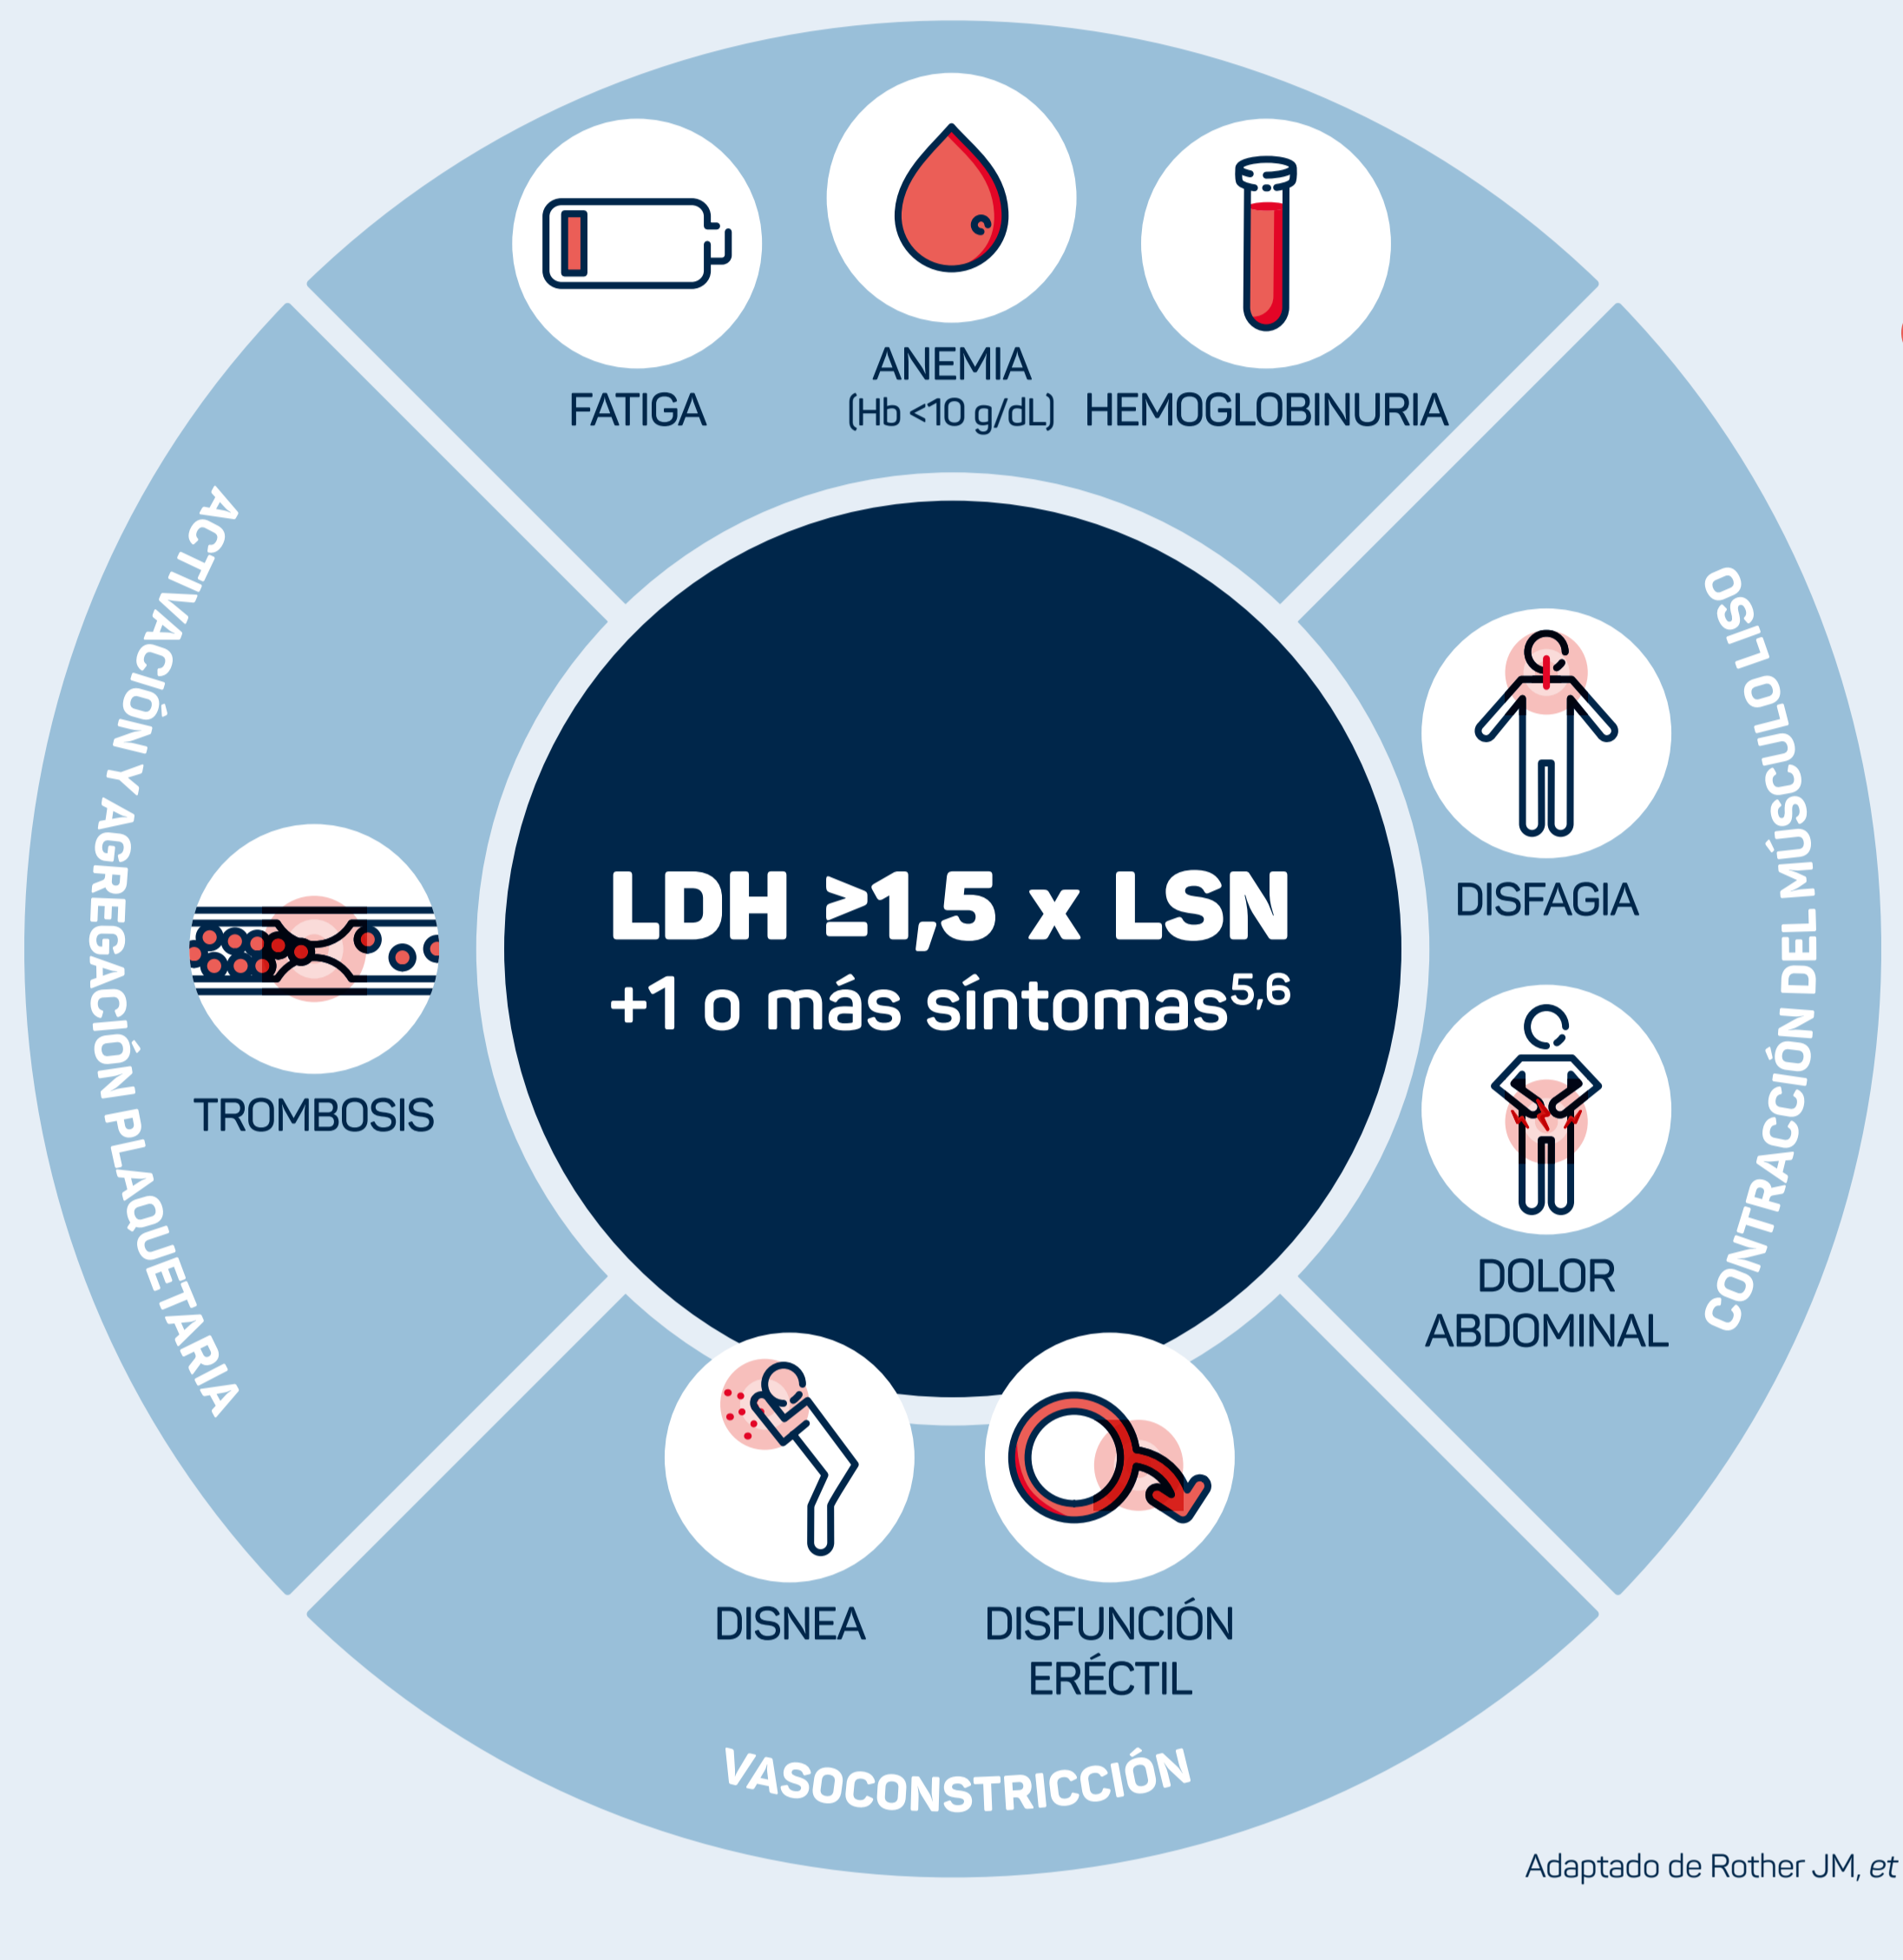 FATIGA
ANEMIA
(Hb <10 g/dL)
HEMOGLOBINURIA
ACTIVACIÓN Y AGREGACIÓN PLAQUETARIA
TROMBOSIS
LDH ≥1,5 x LSN
+1 o más síntomas5,6
DISFAGIA
DOLOR
ABDOMINAL
CONTRACCIÓN DEL MÚSCULO LISO
DISNEA
DISFUNCIÓN
ERÉCTIL
VASOCONSTRICCIÓN
Adaptado de Rother JM, et